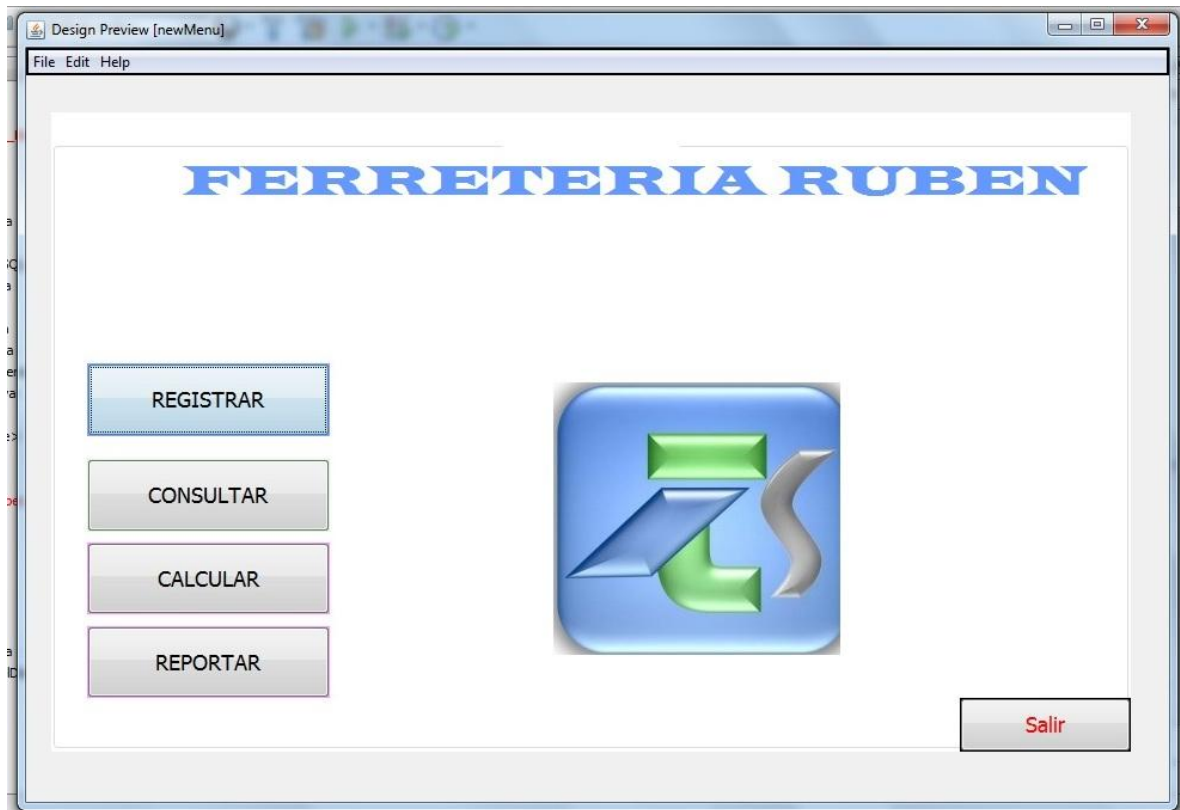 Design Preview [newMenu]
File Edit Help
FERRETERIA RUBEN
REGISTRAR
CONSULTAR
CALCULAR
REPORTAR
Salir